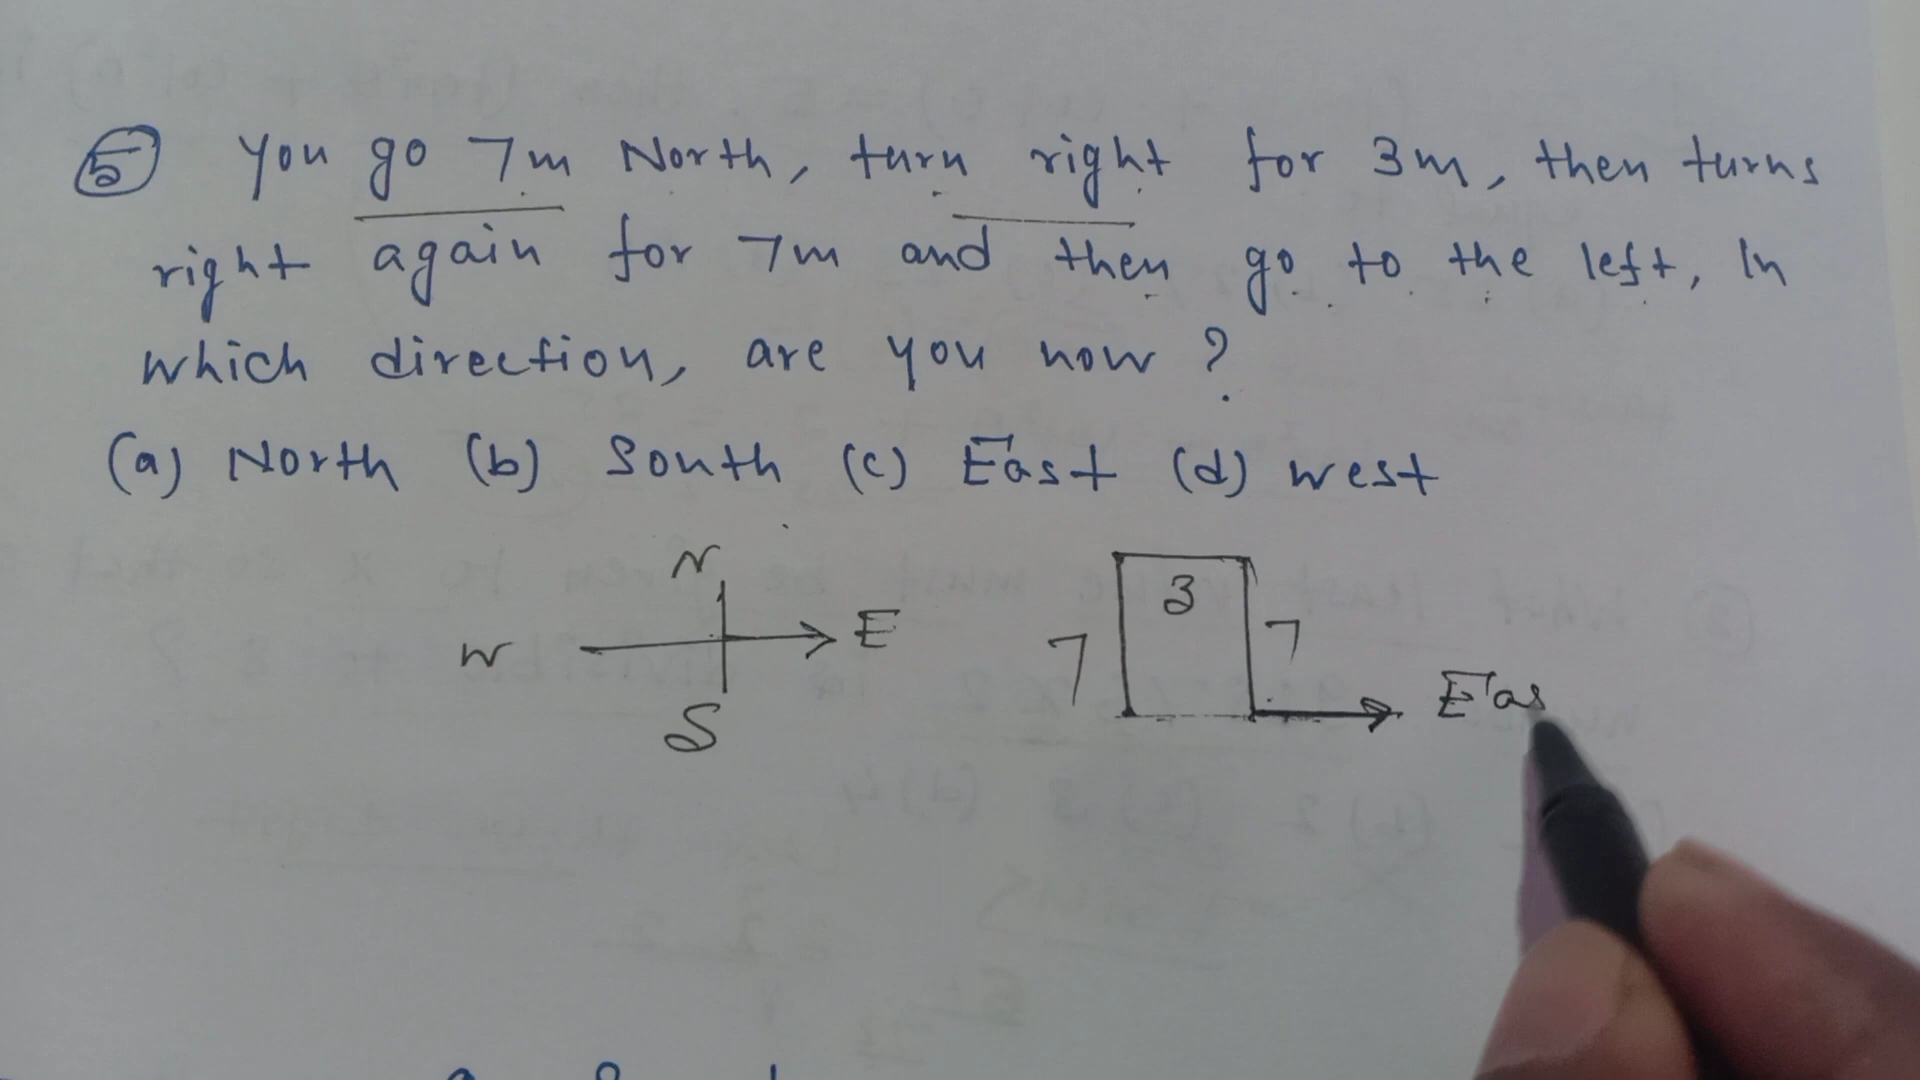 5 You go 7m North, turn right for 3m, then turns
right again for 7m and then go to the left, In
which direction, are you now ?
(a) North (b) South (c) East (d) west
N
W E
S
3
7 7
Eas